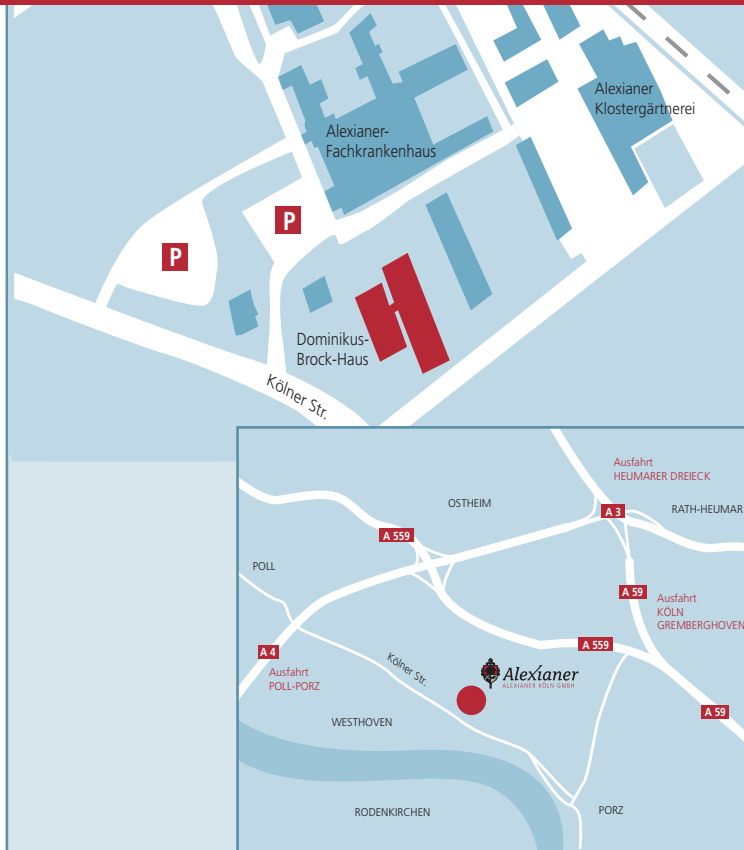 Alexianer
Klostergärtnerei
Alexianer-
Fachkrankenhaus
P
P
Dominikus-
Brock-Haus
Kölner Str.
Ausfahrt
HEUMARER DREIECK
OSTHEIM
A 3
RATH-HEUMAR
A 559
POLL
A 59
Ausfahrt
KÖLN
GREMBERGHOVEN
A 559
A 4
Kölner Str.
Alexianer
ALEXIANER KÖLN GMBH
Ausfahrt
POLL-PORZ
A 59
WESTHOVEN
RODENKIRCHEN
PORZ